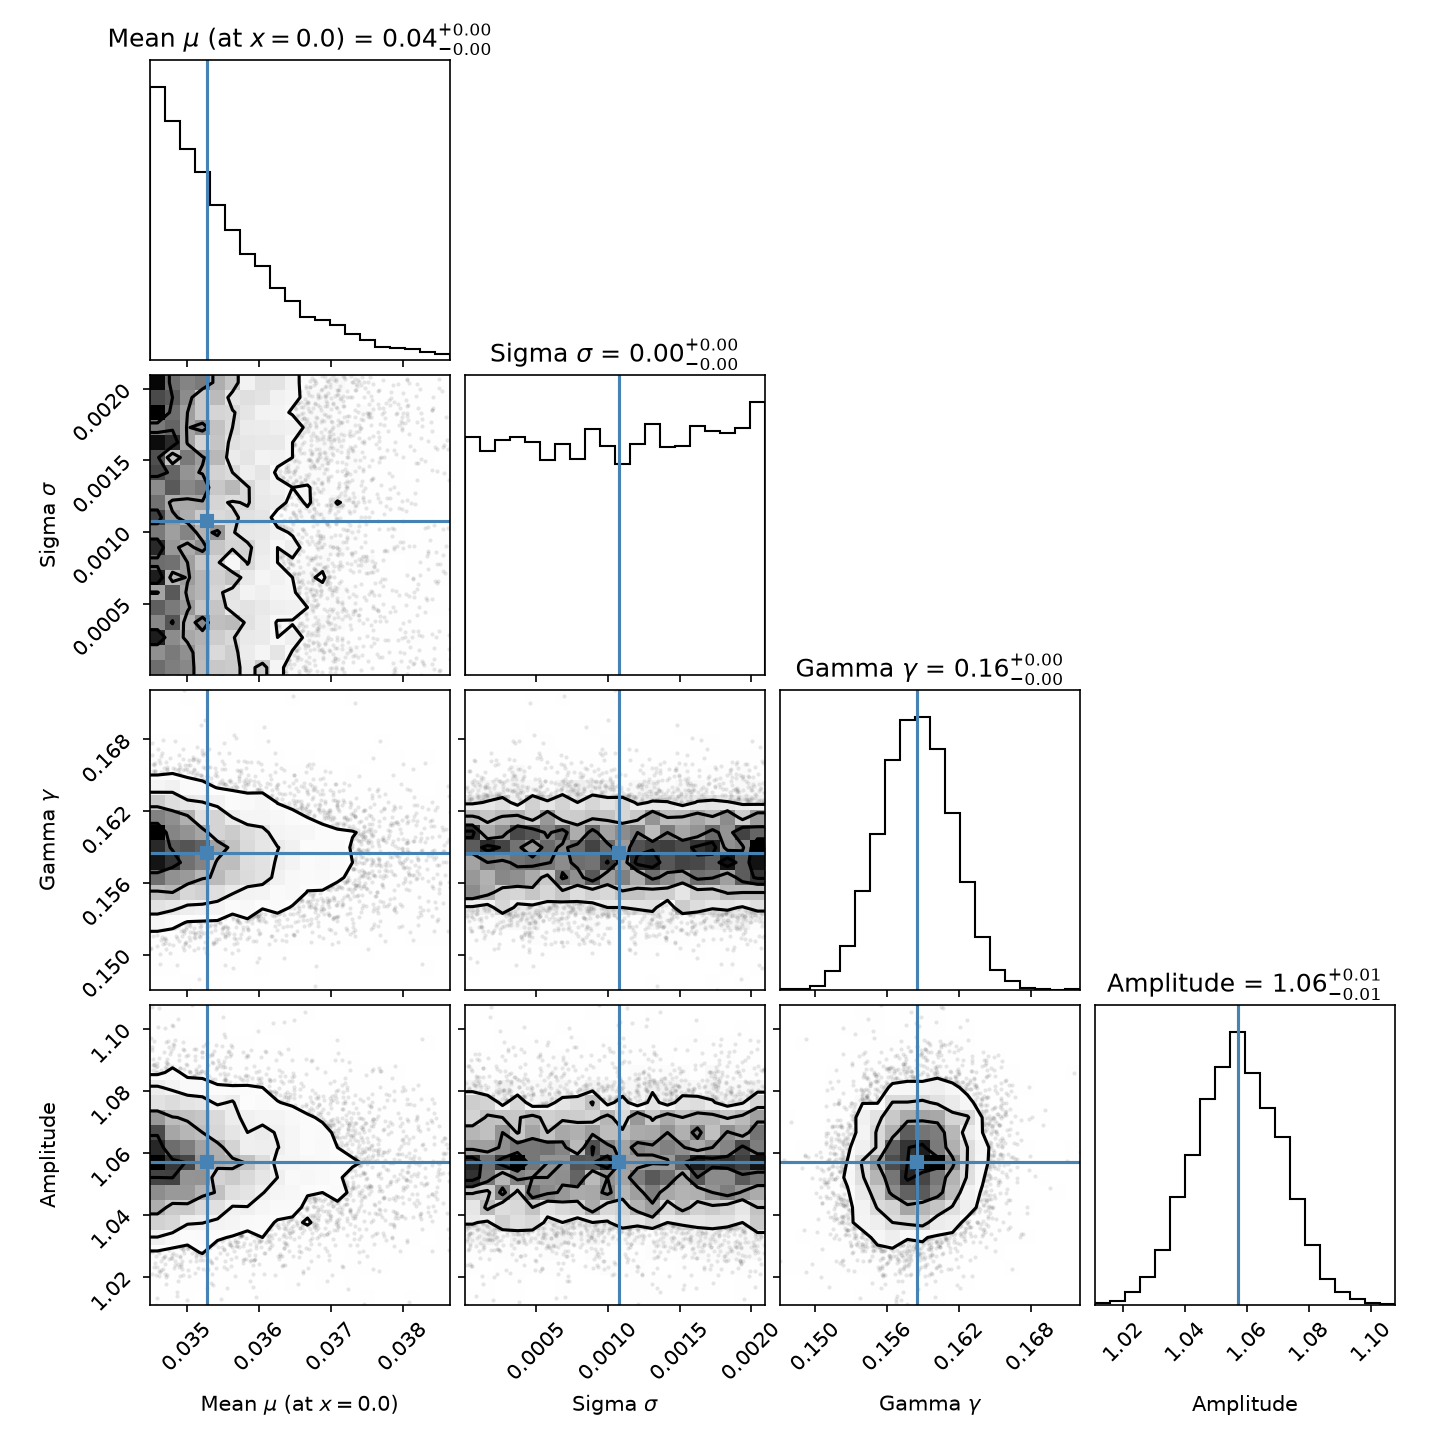 Mean μ (at x = 0.0) = 0.04+0.00−0.00
Sigma σ = 0.00+0.00−0.00
0.0020
0.0015
0.0010
0.0005
Sigma σ
Gamma γ = 0.16+0.00−0.00
0.168
0.162
0.156
0.150
Gamma γ
Amplitude = 1.06+0.01−0.01
1.10
1.08
1.06
1.04
1.02
Amplitude
0.035 0.036 0.037 0.038
0.0005 0.0010 0.0015 0.0020
0.150 0.156 0.162 0.168
1.02 1.04 1.06 1.08 1.10
Mean μ (at x = 0.0)
Sigma σ
Gamma γ
Amplitude